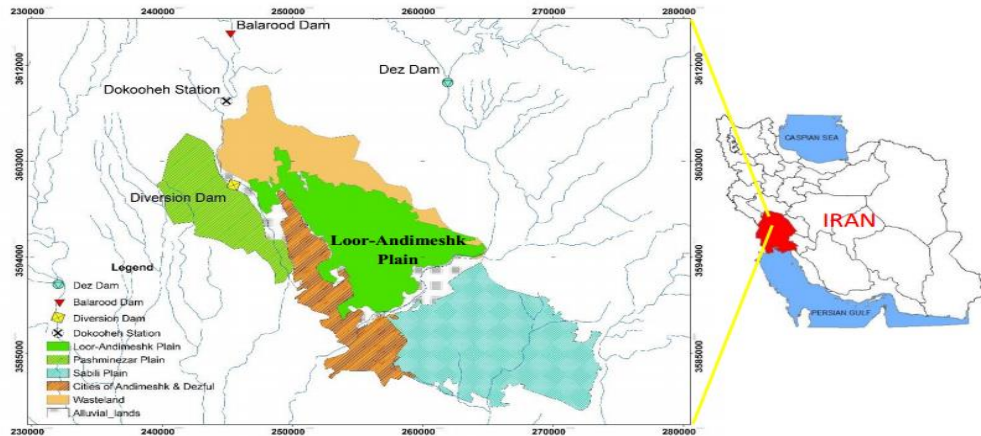 230000 240000 250000 260000 270000 280000
Balarood Dam
Dez Dam
3612000 3612000
Dokooheh Station
CASPIAN SEA
3603000 3603000
Diversion Dam
IRAN
Loor-Andimeshk
Plain
3594000 3594000
Legend
Dez Dam
Balarood Dam
Diversion Dam
Dokooheh Station
Loor-Andimeshk Plain
Pashminezar Plain
Sabili Plain
Cities of Andimeshk & Dezful
Wasteland
Alluvial_lands
PERSIAN GULF
3585000 3585000
230000 240000 250000 260000 270000 280000